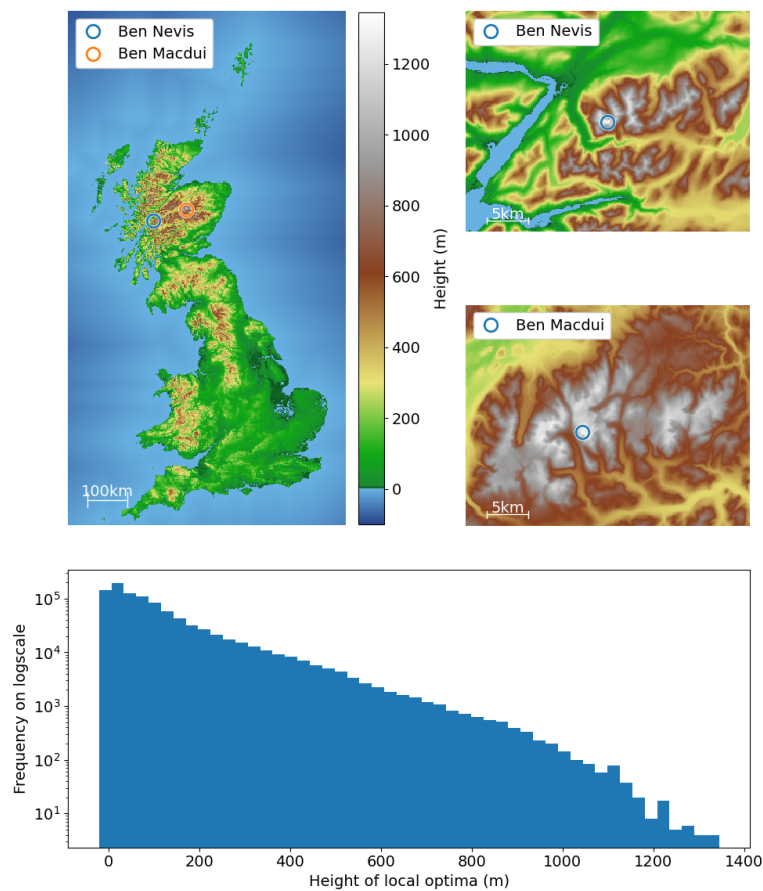 Ben Nevis
Ben Macdui
100km
1200
1000
800
600
400
200
0
Height (m)
Ben Nevis
5km
Ben Macdui
5km
Frequency on logscale
10⁵
10⁴
10³
10²
10¹
0 200 400 600 800 1000 1200 1400
Height of local optima (m)